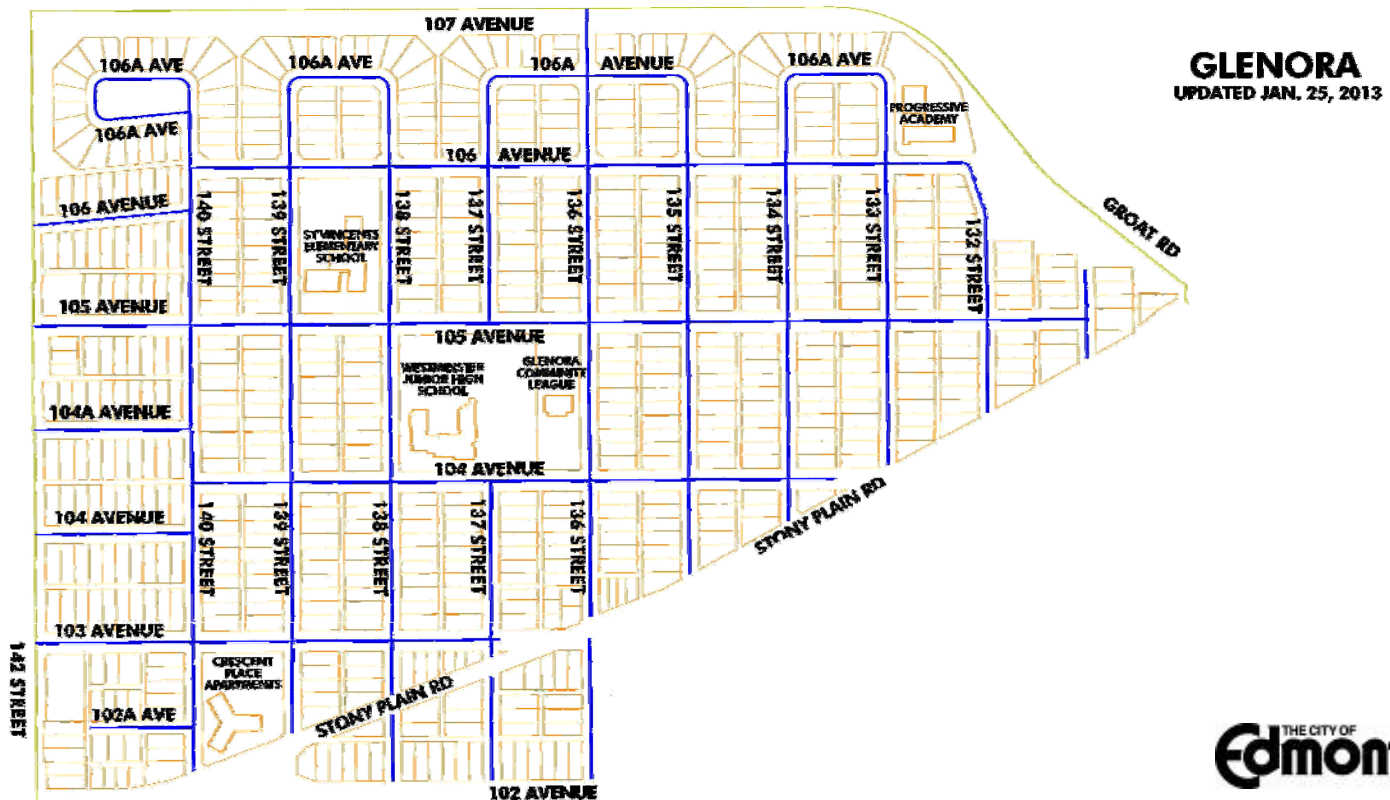 107 AVENUE
GLENORA
UPDATED JAN. 25, 2013
106A AVE
106A AVE
106A AVENUE
106A AVE
PROGRESSIVE
ACADEMY
106A AVE
106 AVENUE
106 AVENUE
140 STREET
139 STREET
138 STREET
137 STREET
136 STREET
135 STREET
134 STREET
133 STREET
132 STREET
GROAT RD
ST VINCENTS
ELEMENTARY
SCHOOL
105 AVENUE
105 AVENUE
WESTMINSTER
JUNIOR HIGH
SCHOOL
GLENORA
COMMUNITY
LEAGUE
104A AVENUE
104 AVENUE
104 AVENUE
140 STREET
139 STREET
138 STREET
137 STREET
136 STREET
STONY PLAIN RD
103 AVENUE
142 STREET
CRESCENT
PLACE
APARTMENTS
STONY PLAIN RD
102A AVE
102 AVENUE
THE CITY OF
Edmon